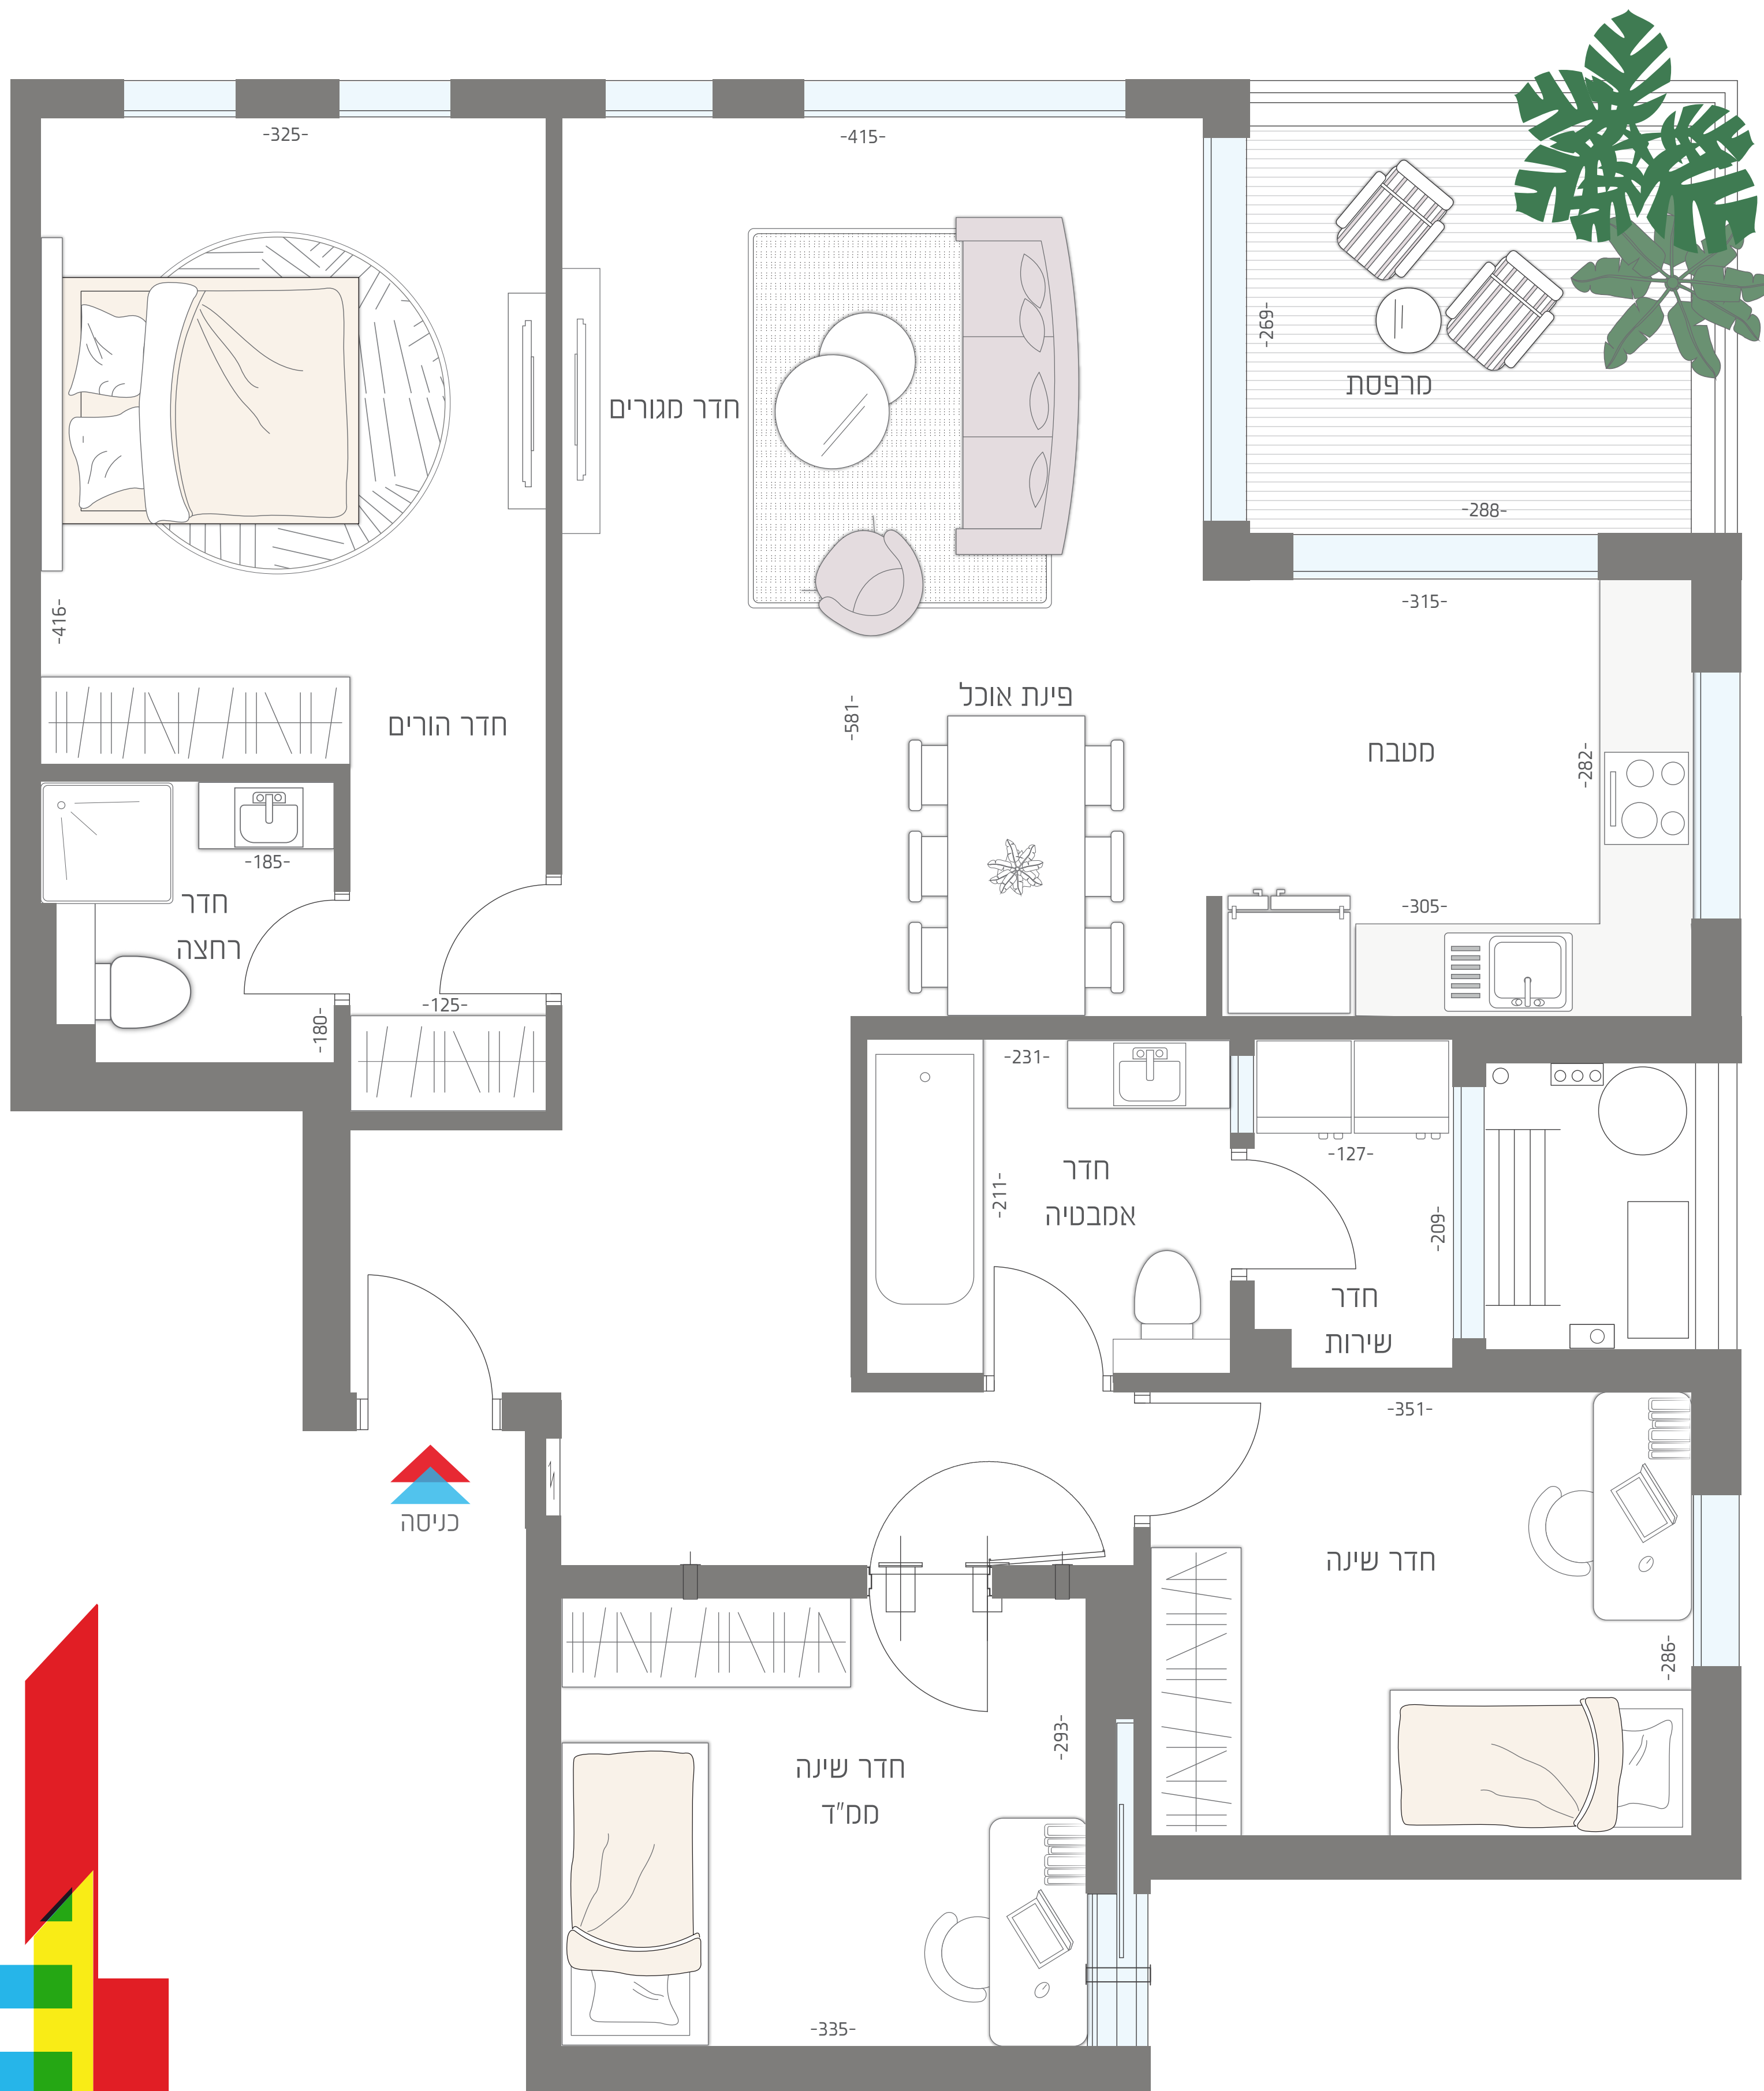 -325-
-415-
-269-
מרפסת
חדר מגורים
-288-
-416-
-315-
חדר הורים
פינת אוכל
-581-
מטבח
-282-
-185-
חדר
רחצה
-305-
-125-
-180-
-231-
-127-
חדר
אמבטיה
-211-
-209-
חדר
שירות
-351-
כניסה
חדר שינה
-286-
-293-
חדר שינה
ממ"ד
-335-